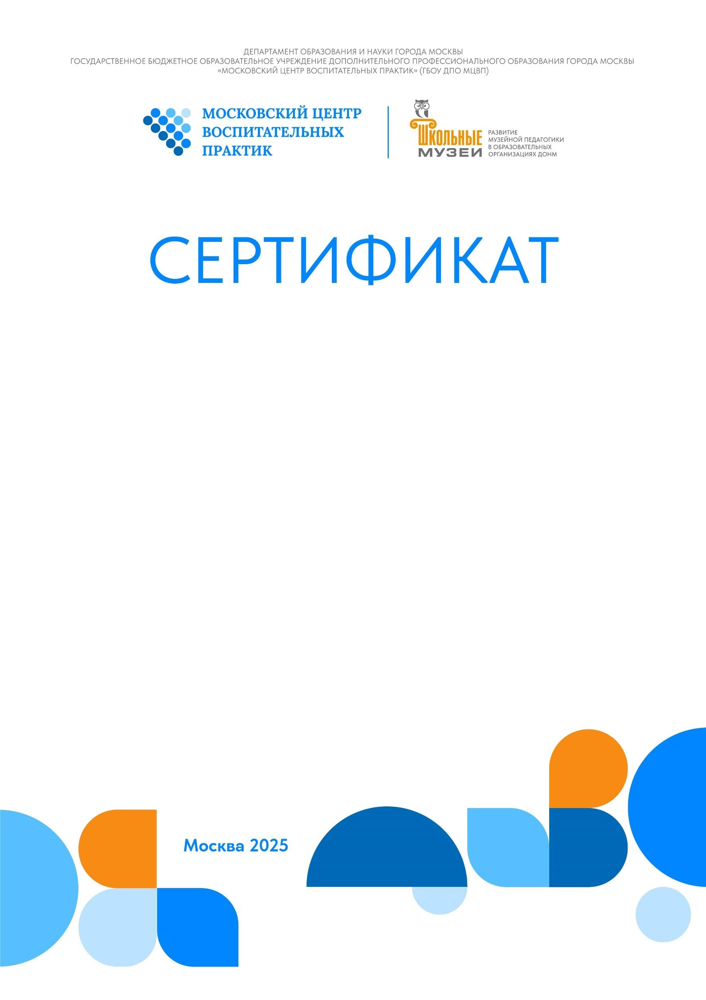 ДЕПАРТАМЕНТ ОБРАЗОВАНИЯ И НАУКИ ГОРОДА МОСКВЫ
ГОСУДАРСТВЕННОЕ БЮДЖЕТНОЕ ОБРАЗОВАТЕЛЬНОЕ УЧРЕЖДЕНИЕ ДОПОЛНИТЕЛЬНОГО ПРОФЕССИОНАЛЬНОГО ОБРАЗОВАНИЯ ГОРОДА МОСКВЫ
«МОСКОВСКИЙ ЦЕНТР ВОСПИТАТЕЛЬНЫХ ПРАКТИК» (ГБОУ ДПО МЦВП)
МОСКОВСКИЙ ЦЕНТР
ВОСПИТАТЕЛЬНЫХ
ПРАКТИК
ШКОЛЬНЫЕ
МУЗЕИ
РАЗВИТИЕ
МУЗЕЙНОЙ ПЕДАГОГИКИ
В ОБРАЗОВАТЕЛЬНЫХ
ОРГАНИЗАЦИЯХ ДОНМ
СЕРТИФИКАТ
Москва 2025